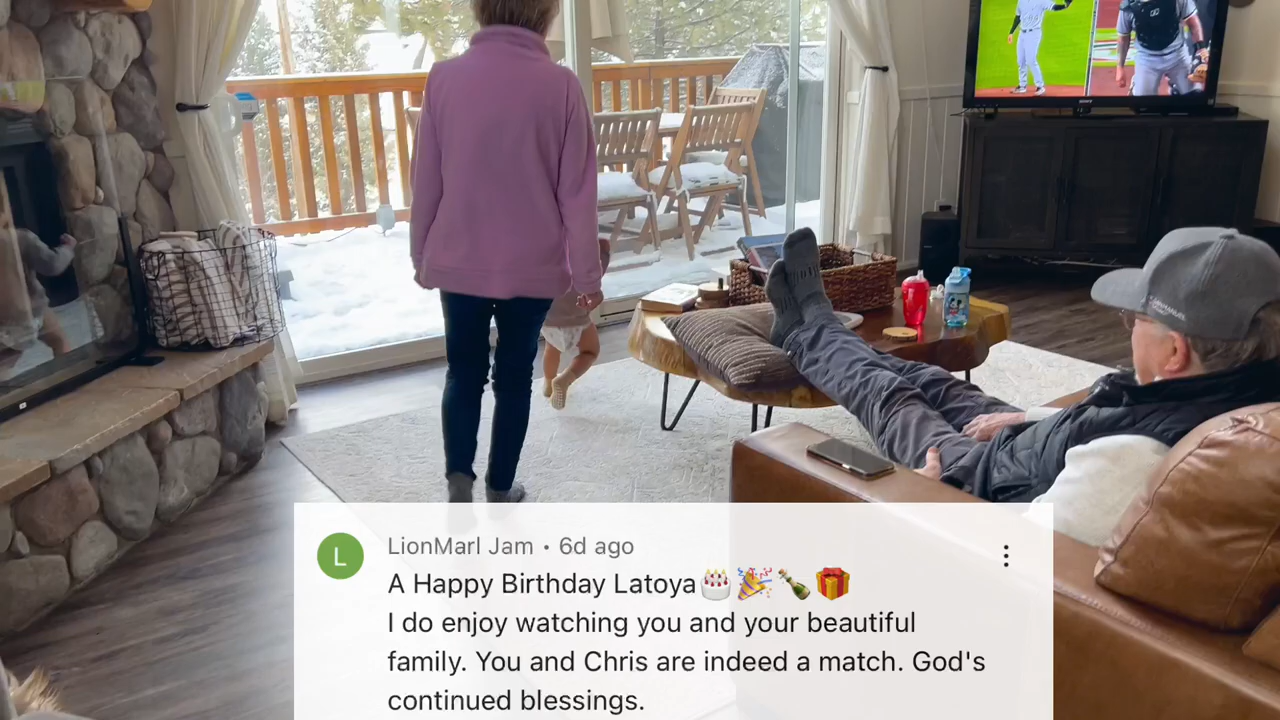 L
LionMarl Jam • 6d ago
A Happy Birthday Latoya🎂🎉🍾🎁
I do enjoy watching you and your beautiful
family. You and Chris are indeed a match. God's
continued blessings.